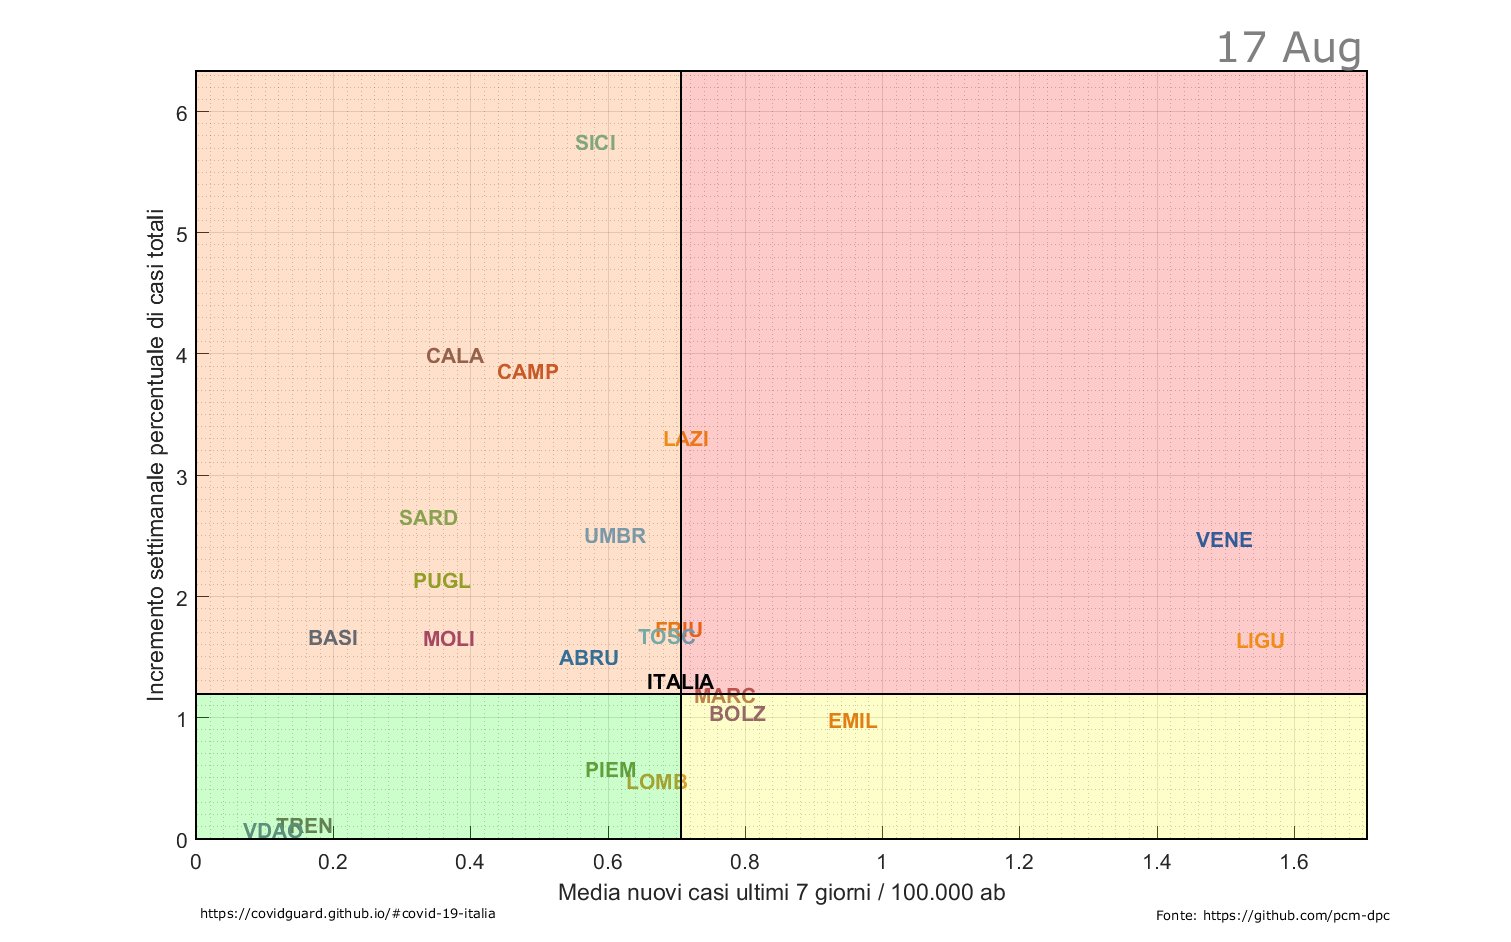 17 Aug
Incremento settimanale percentuale di casi totali
6
5
4
3
2
1
0
SICI
CALA
CAMP
LAZI
SARD
UMBR
VENE
PUGL
FRIU
TOSC
BASI
MOLI
LIGU
ABRU
ITALIA
MARC
BOLZ
EMIL
PIEM
LOMB
TREN
VDAO
0 0.2 0.4 0.6 0.8 1 1.2 1.4 1.6
Media nuovi casi ultimi 7 giorni / 100.000 ab
https://covidguard.github.io/#covid-19-italia
Fonte: https://github.com/pcm-dpc